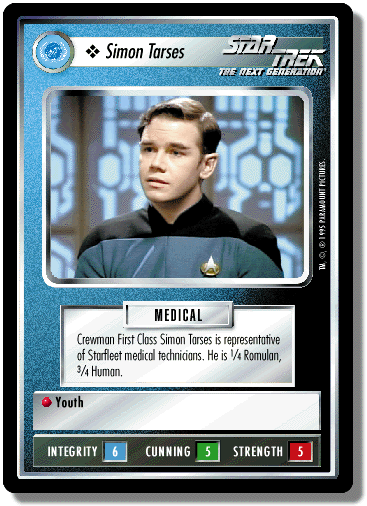 ❖ Simon Tarses
STAR TREK
THE NEXT GENERATION®
TM, ©, ® 1995 PARAMOUNT PICTURES.
MEDICAL
Crewman First Class Simon Tarses is representative
of Starfleet medical technicians. He is ¼ Romulan,
¾ Human.
Youth
INTEGRITY 6 CUNNING 5 STRENGTH 5